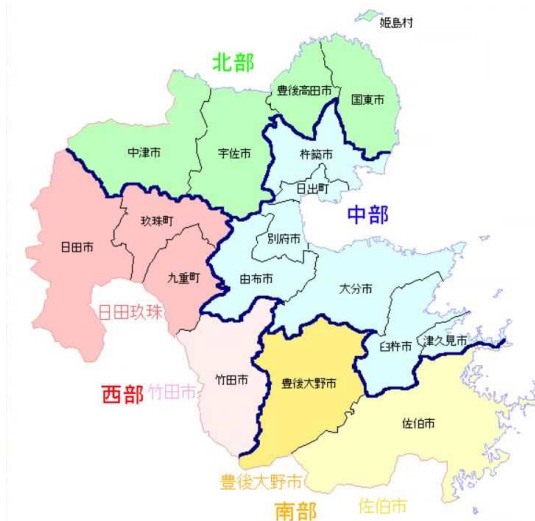 姫島村
北部
豊後高田市
国東市
中津市
宇佐市
杵築市
日出町
中部
玖珠町
日田市
別府市
九重町
由布市
大分市
日田玖珠
臼杵市
津久見市
西部
竹田市
竹田市
豊後大野市
佐伯市
豊後大野市
南部
佐伯市